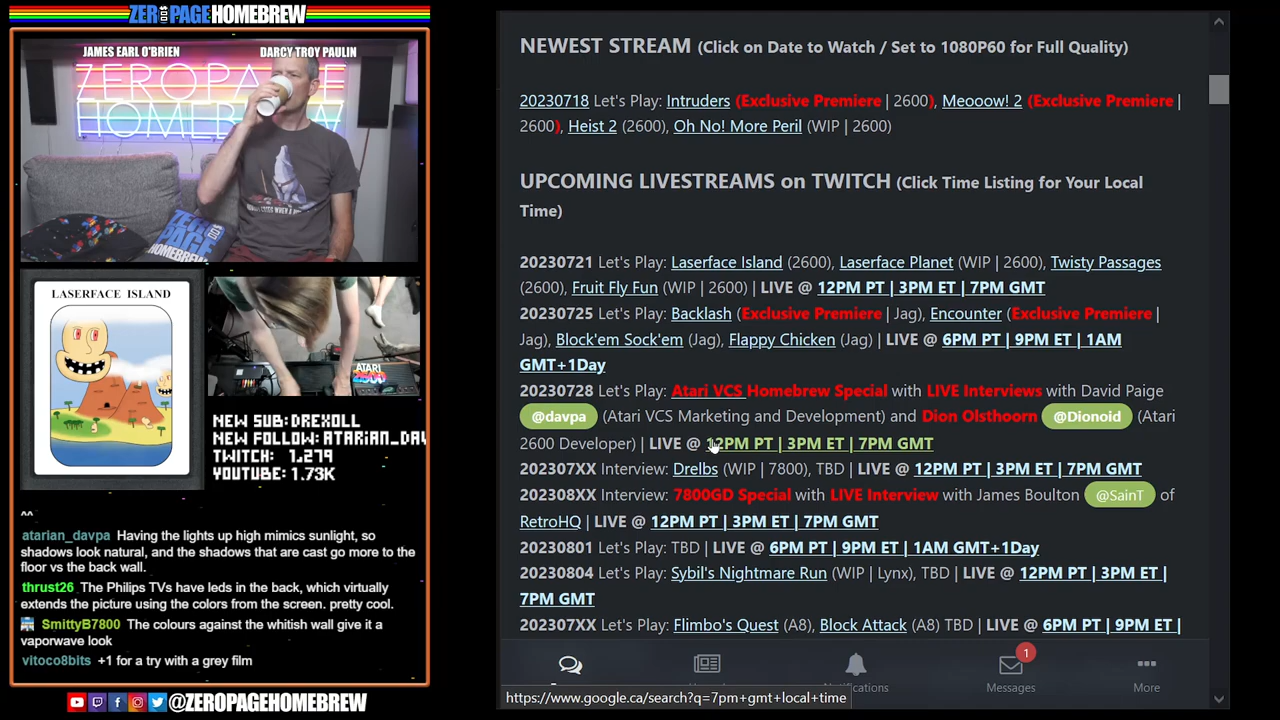 ZEROPAGEHOMEBREW
JAMES EARL O'BRIEN
DARCY TROY PAULIN
ZEROPAGE
HOMEBREW
ZERO PAGE HOMEBREW
LASERFACE ISLAND
ATARI 2600
NEW SUB: DREXOLL
NEW FOLLOW: ATARIAN_DAV
TWITCH: 1,279
YOUTUBE: 1.73K
^^
atarian_davpa Having the lights up high mimics sunlight, so
shadows look natural, and the shadows that are cast go more to the
floor vs the back wall.
thrust26 The Philips TVs have leds in the back, which virtually
extends the picture using the colors from the screen. pretty cool.
SmittyB7800 The colours against the whitish wall give it a
vaporwave look
vitoco8bits +1 for a try with a grey film
@ZEROPAGEHOMEBREW
NEWEST STREAM (Click on Date to Watch / Set to 1080P60 for Full Quality)
20230718 Let's Play: Intruders (Exclusive Premiere | 2600), Meooow! 2 (Exclusive Premiere |
2600), Heist 2 (2600), Oh No! More Peril (WIP | 2600)
UPCOMING LIVESTREAMS on TWITCH (Click Time Listing for Your Local
Time)
20230721 Let's Play: Laserface Island (2600), Laserface Planet (WIP | 2600), Twisty Passages
(2600), Fruit Fly Fun (WIP | 2600) | LIVE @ 12PM PT | 3PM ET | 7PM GMT
20230725 Let's Play: Backlash (Exclusive Premiere | Jag), Encounter (Exclusive Premiere |
Jag), Block'em Sock'em (Jag), Flappy Chicken (Jag) | LIVE @ 6PM PT | 9PM ET | 1AM
GMT+1Day
20230728 Let's Play: Atari VCS Homebrew Special with LIVE Interviews with David Paige
@davpa (Atari VCS Marketing and Development) and Dion Olsthoorn @Dionoid (Atari
2600 Developer) | LIVE @ 12PM PT | 3PM ET | 7PM GMT
202307XX Interview: Drelbs (WIP | 7800), TBD | LIVE @ 12PM PT | 3PM ET | 7PM GMT
202308XX Interview: 7800GD Special with LIVE Interview with James Boulton @SainT of
RetroHQ | LIVE @ 12PM PT | 3PM ET | 7PM GMT
20230801 Let's Play: TBD | LIVE @ 6PM PT | 9PM ET | 1AM GMT+1Day
20230804 Let's Play: Sybil's Nightmare Run (WIP | Lynx), TBD | LIVE @ 12PM PT | 3PM ET |
7PM GMT
202307XX Let's Play: Flimbo's Quest (A8), Block Attack (A8) TBD | LIVE @ 6PM PT | 9PM ET |
1
Notifications
Messages
More
https://www.google.ca/search?q=7pm+gmt+local+time